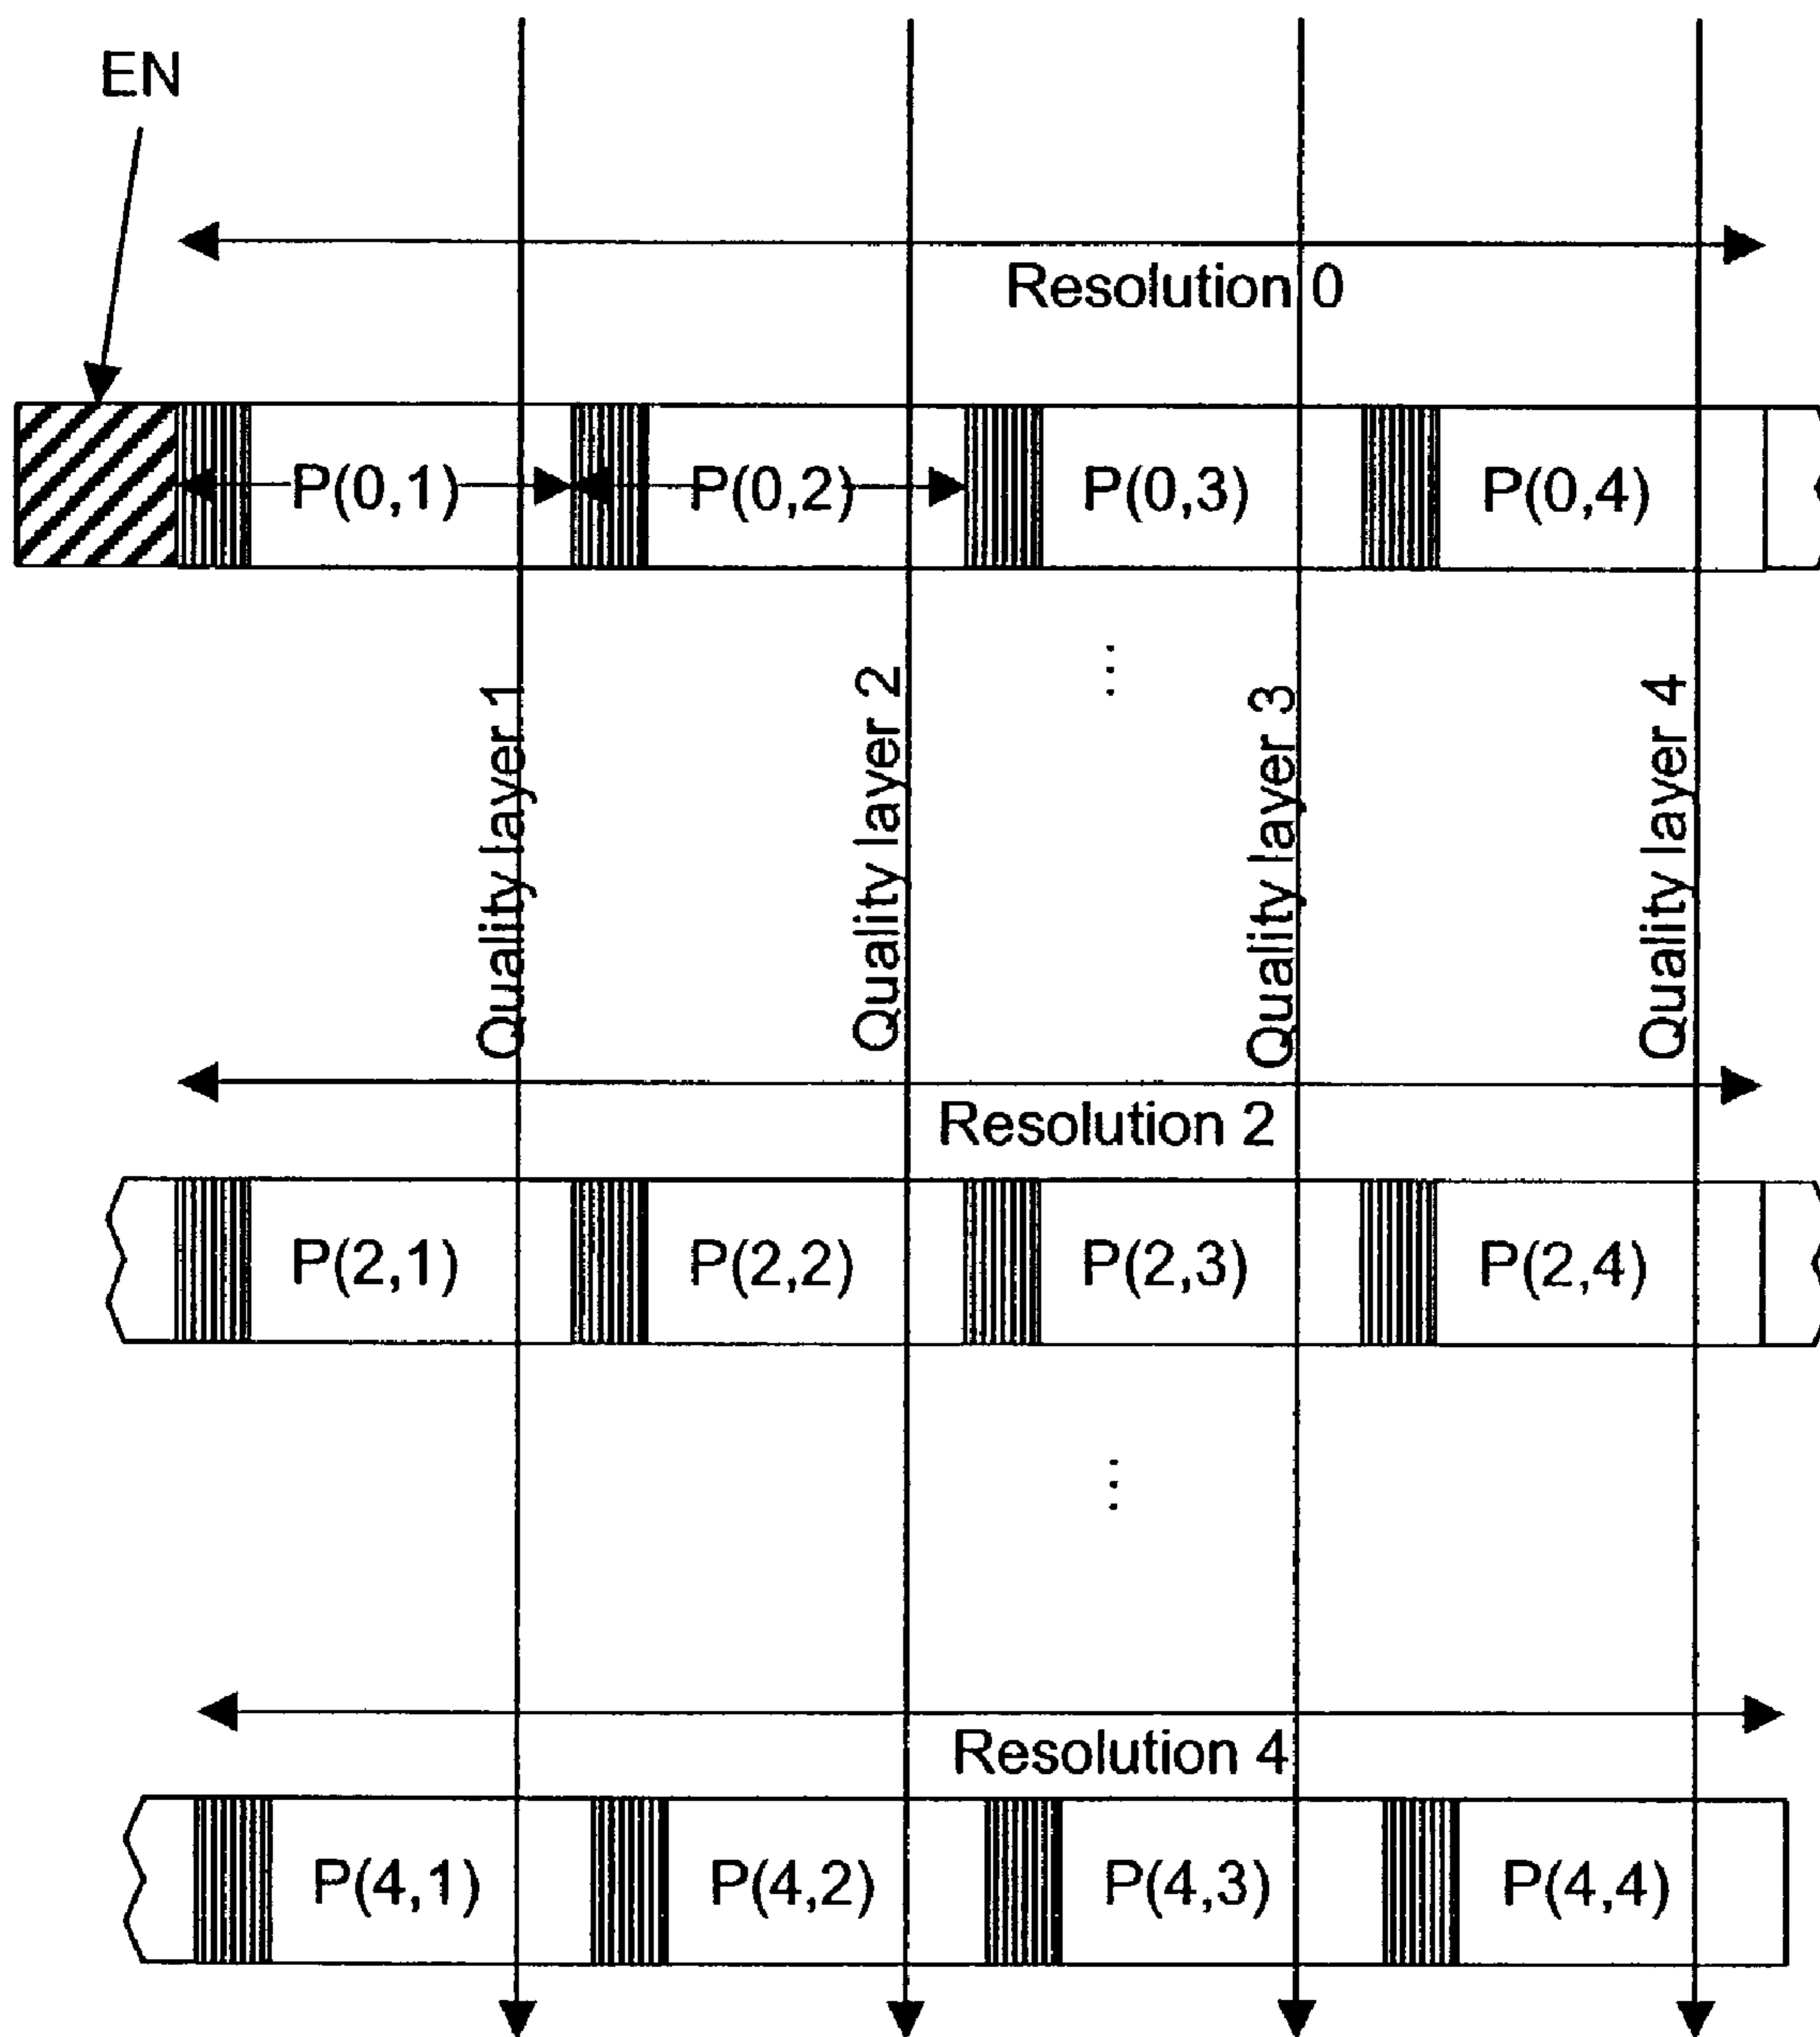 EN
Resolution 0
P(0,1) P(0,2) P(0,3) P(0,4)
...
Quality layer 1
Quality layer 2
Quality layer 3
Quality layer 4
Resolution 2
P(2,1) P(2,2) P(2,3) P(2,4)
...
Resolution 4
P(4,1) P(4,2) P(4,3) P(4,4)